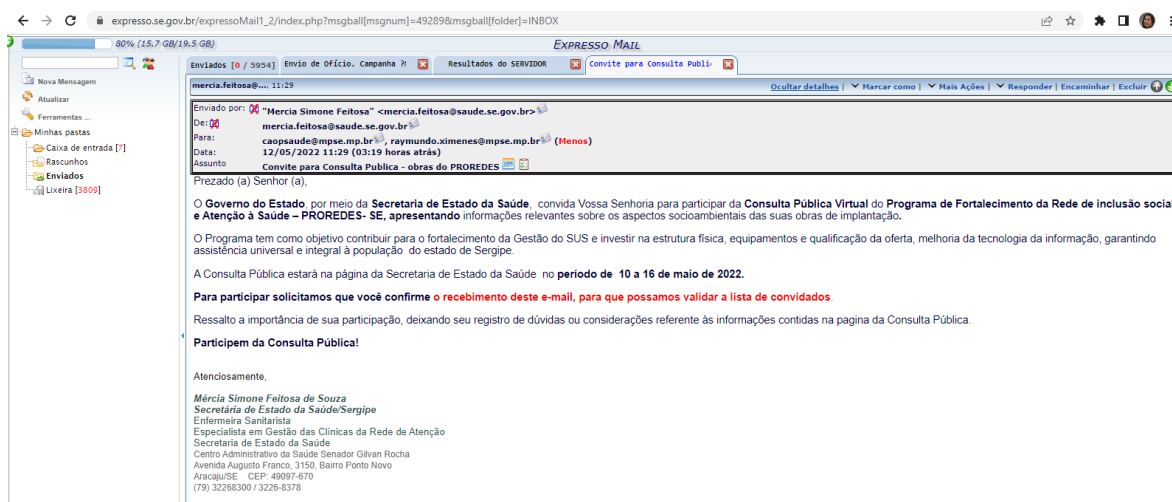 expresso.se.gov.br/expressoMail1_2/index.php?msgball[msgnum]=49289&msgball[folder]=INBOX
80% (15,7 GB/19,5 GB)
EXPRESSO MAIL
Enviados [0 / 5954]
Envio de Ofício. Campanha ?!
Resultados do SERVIDOR
Convite para Consulta Publi
Nova Mensagem
Atualizar
Ferramentas ...
Minhas pastas
Caixa de entrada [7]
Rascunhos
Enviados
Lixeira [3809]
mercia.feitosa@..., 11:29
Ocultar detalhes | Marcar como | Mais Ações | Responder | Encaminhar | Excluir
Enviado por: "Mercia Simone Feitosa" <mercia.feitosa@saude.se.gov.br>
De: mercia.feitosa@saude.se.gov.br
Para: caopsaude@mpse.mp.br, raymundo.ximenes@mpse.mp.br (Menos)
Data: 12/05/2022 11:29 (03:19 horas atrás)
Assunto Convite para Consulta Publica - obras do PROREDES
Prezado (a) Senhor (a),
O Governo do Estado, por meio da Secretaria de Estado da Saúde, convida Vossa Senhoria para participar da Consulta Pública Virtual do Programa de Fortalecimento da Rede de inclusão social
e Atenção à Saúde – PROREDES- SE, apresentando informações relevantes sobre os aspectos socioambientais das suas obras de implantação.
O Programa tem como objetivo contribuir para o fortalecimento da Gestão do SUS e investir na estrutura física, equipamentos e qualificação da oferta, melhoria da tecnologia da informação, garantindo
assistência universal e integral à população do estado de Sergipe.
A Consulta Pública estará na página da Secretaria de Estado da Saúde no período de 10 a 16 de maio de 2022.
Para participar solicitamos que você confirme o recebimento deste e-mail, para que possamos validar a lista de convidados.
Ressalto a importância de sua participação, deixando seu registro de dúvidas ou considerações referente às informações contidas na pagina da Consulta Pública.
Participem da Consulta Pública!
Atenciosamente,
Mércia Simone Feitosa de Souza
Secretária de Estado da Saúde/Sergipe
Enfermeira Sanitarista
Especialista em Gestão das Clínicas da Rede de Atenção
Secretaria de Estado da Saúde
Centro Administrativo da Saúde Senador Gilvan Rocha
Avenida Augusto Franco, 3150, Bairro Ponto Novo
Aracaju/SE CEP: 49097-670
(79) 32268300 / 3226-8378